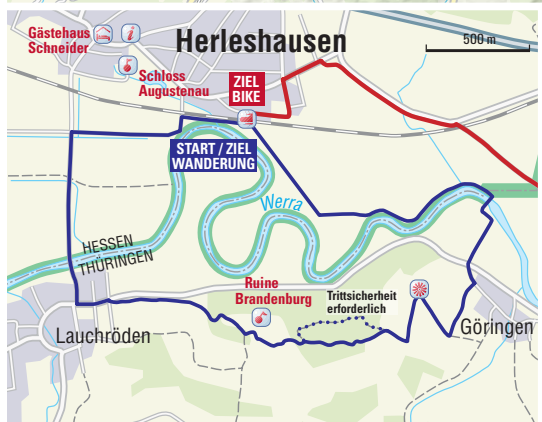 Gästehaus
Schneider
i
Herleshausen
500 m
Schloss
Augustenau
ZIEL
BIKE
START / ZIEL
WANDERUNG
Werra
HESSEN
THÜRINGEN
Ruine
Brandenburg
Trittsicherheit
erforderlich
Lauchröden
Göringen